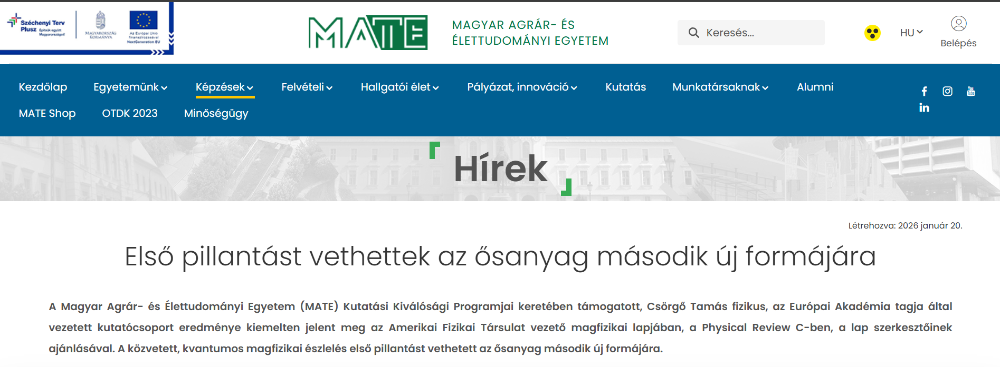 Széchenyi Terv
Plusz Építsük együtt
Magyarországot!
MAGYARORSZÁG
KORMÁNYA
Az Európai Unió
finanszírozásával
NextGeneration EU
MATE
MAGYAR AGRÁR- ÉS
ÉLETTUDOMÁNYI EGYETEM
Keresés...
HU
Belépés
Kezdőlap Egyetemünk Képzések Felvételi Hallgatói élet Pályázat, innováció Kutatás Munkatársaknak Alumni
MATE Shop OTDK 2023 Minőségügy
Hírek
Létrehozva: 2026 január 20.
Első pillantást vethettek az ősanyag második új formájára
A Magyar Agrár- és Élettudományi Egyetem (MATE) Kutatási Kiválósági Programjai keretében támogatott, Csörgő Tamás fizikus, az Európai Akadémia tagja által
vezetett kutatócsoport eredménye kiemelten jelent meg az Amerikai Fizikai Társulat vezető magfizikai lapjában, a Physical Review C-ben, a lap szerkesztőinek
ajánlásával. A közvetett, kvantumos magfizikai észlelés első pillantást vethetett az ősanyag második új formájára.